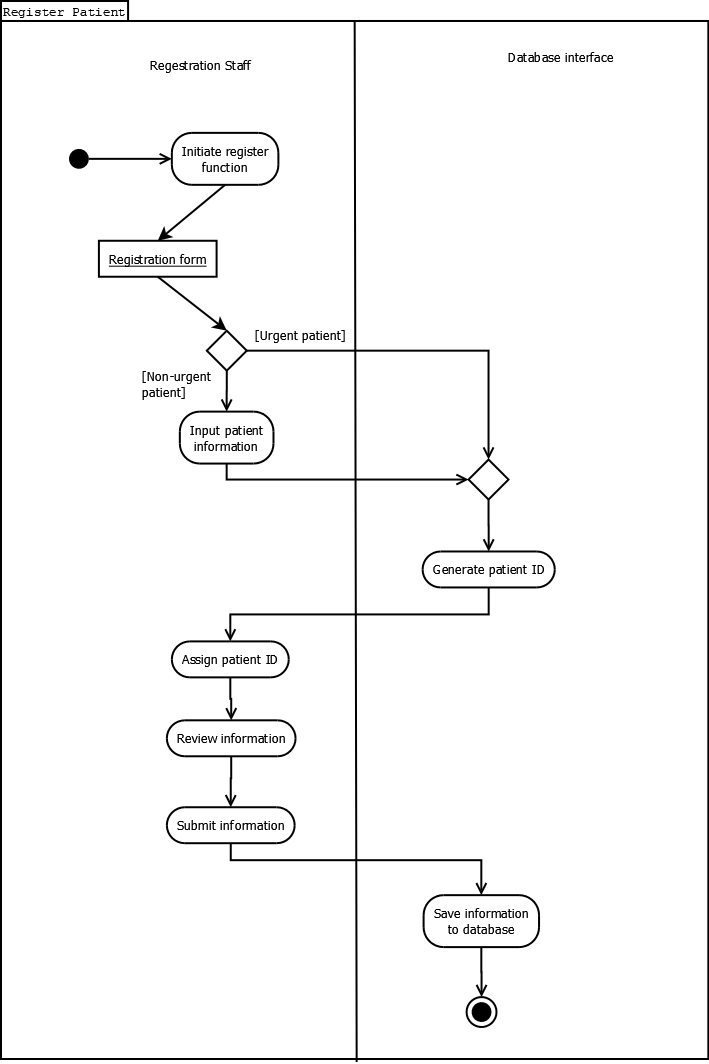 Register Patient
Regestration Staff
Database interface
Initiate register
function
Registration form
[Urgent patient]
[Non-urgent
patient]
Input patient
information
Generate patient ID
Assign patient ID
Review information
Submit information
Save information
to database